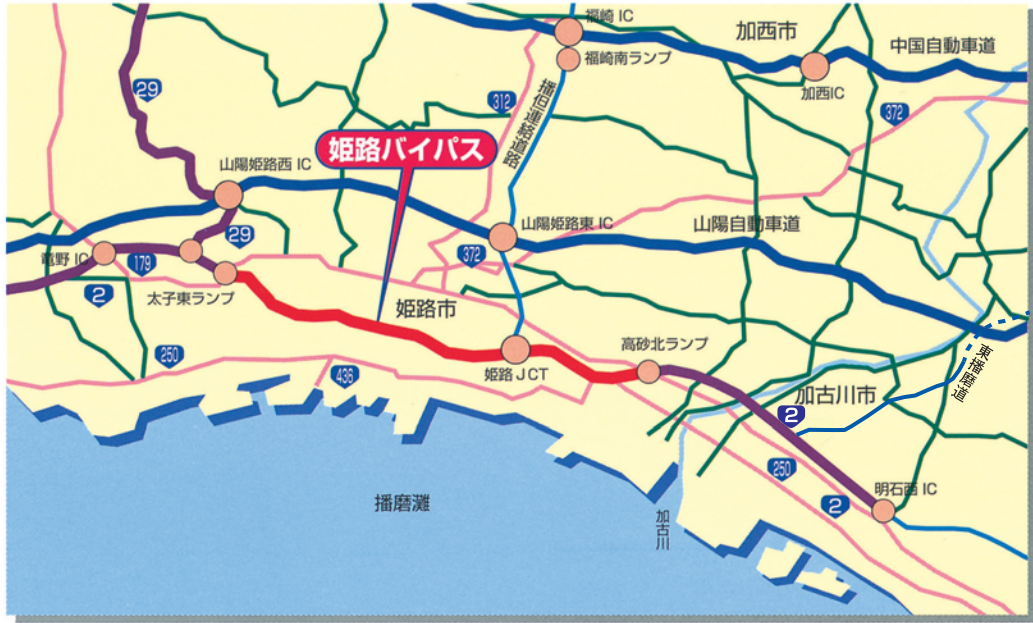 福崎 IC
加西市
中国自動車道
福崎南ランプ
加西IC
29
312
播但連絡道路
372
姫路バイパス
山陽姫路西 IC
山陽姫路東 IC
山陽自動車道
29
372
竜野 IC
179
2
太子東ランプ
姫路市
高砂北ランプ
250
436
姫路JCT
東播磨道
加古川市
2
250
播磨灘
加古川
2
明石西 IC